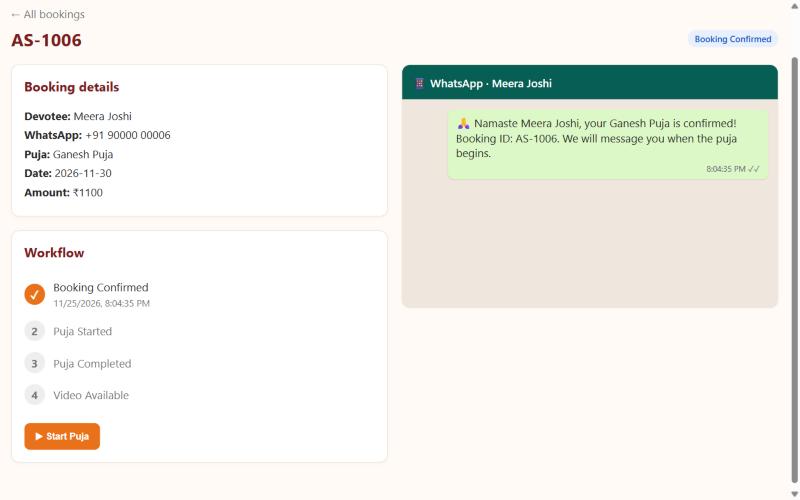 ← All bookings
AS-1006
Booking Confirmed
Booking details
Devotee: Meera Joshi
WhatsApp: +91 90000 00006
Puja: Ganesh Puja
Date: 2026-11-30
Amount: ₹1100
Workflow
✓ Booking Confirmed
11/25/2026, 8:04:35 PM
2 Puja Started
3 Puja Completed
4 Video Available
▶ Start Puja
📱 WhatsApp · Meera Joshi
🙏 Namaste Meera Joshi, your Ganesh Puja is confirmed!
Booking ID: AS-1006. We will message you when the puja
begins.
8:04:35 PM ✓✓